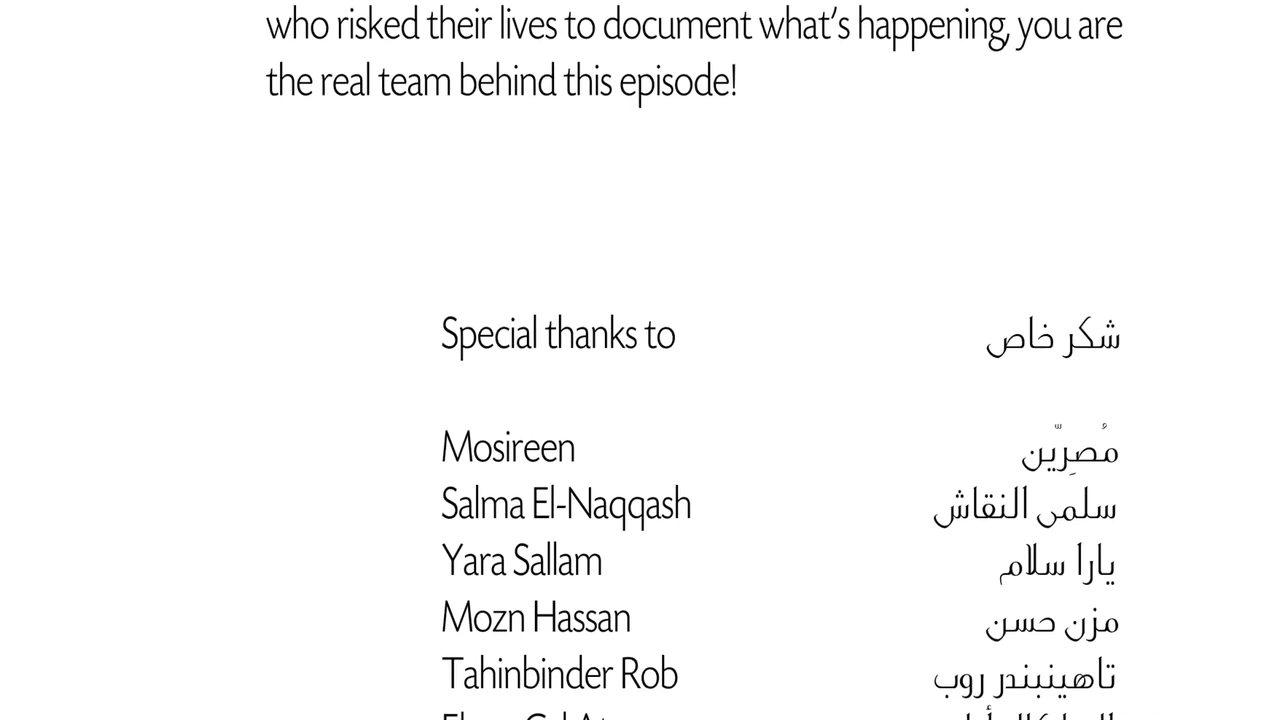 who risked their lives to document what's happening, you are
the real team behind this episode!
Special thanks to شكر خاص
Mosireen مُصِرّين
Salma El-Naqqash سلمى النقاش
Yara Sallam يارا سلام
Mozn Hassan مزن حسن
Tahinbinder Rob تاهينبندر روب